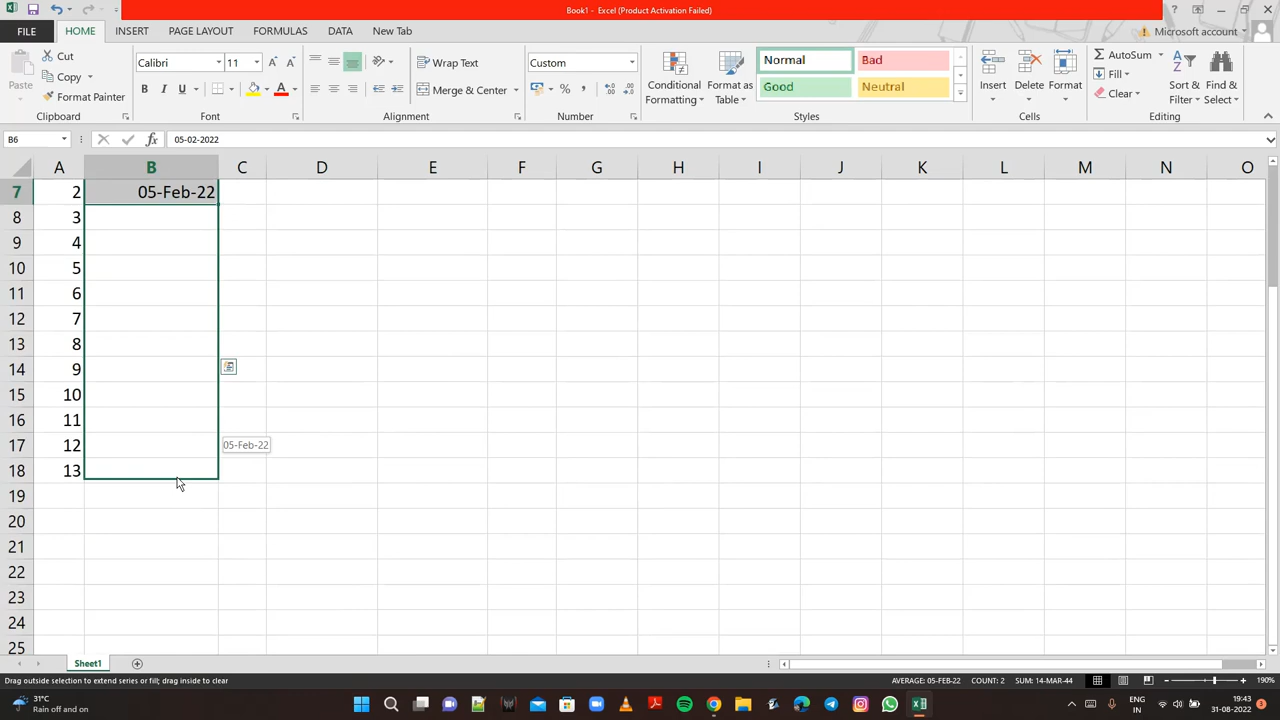 Book1 - Excel (Product Activation Failed)
?
FILE HOME INSERT PAGE LAYOUT FORMULAS DATA New Tab Microsoft account
Cut
Copy
Format Painter
Paste
Clipboard
Calibri 11
B I U
Font
Wrap Text
Merge & Center
Alignment
Custom
%
Number
Conditional Formatting
Format as Table
Normal Bad
Good Neutral
Styles
Insert Delete Format
Cells
AutoSum
Fill
Clear
Sort & Filter
Find & Select
Editing
B6 fx 05-02-2022
A B C D E F G H I J K L M N O
7 2 05-Feb-22
8 3
9 4
10 5
11 6
12 7
13 8
14 9
15 10
16 11
17 12 05-Feb-22
18 13
19
20
21
22
23
24
25
Sheet1
Drag outside selection to extend series or fill; drag inside to clear AVERAGE: 05-FEB-22 COUNT: 2 SUM: 14-MAR-44 190%
31°C
Rain off and on
ENG
IN
19:43
31-08-2022